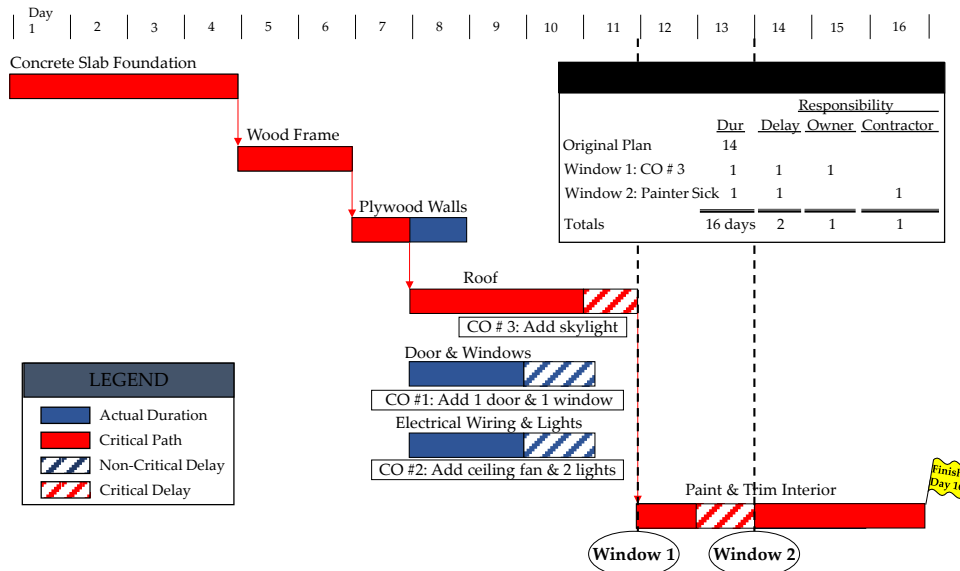 Day
1 2 3 4 5 6 7 8 9 10 11 12 13 14 15 16
Concrete Slab Foundation
Wood Frame
Plywood Walls
Roof
CO # 3: Add skylight
Door & Windows
CO #1: Add 1 door & 1 window
Electrical Wiring & Lights
CO #2: Add ceiling fan & 2 lights
Paint & Trim Interior
Window 1
Window 2
Finish
Day 16
Responsibility
Dur Delay Owner Contractor
Original Plan 14
Window 1: CO # 3 1 1 1
Window 2: Painter Sick 1 1 1
Totals 16 days 2 1 1
LEGEND
Actual Duration
Critical Path
Non-Critical Delay
Critical Delay